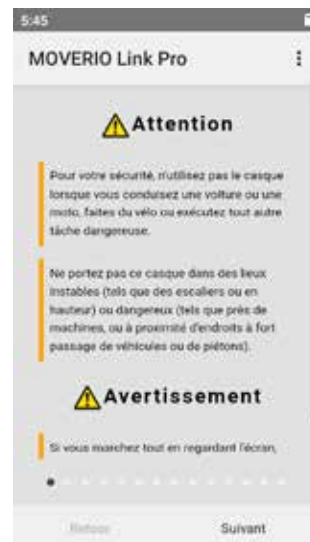 5:45
MOVERIO Link Pro
Attention
Pour votre sécurité, n'utilisez pas le casque
lorsque vous conduisez une voiture ou une
moto, faites du vélo ou exécutez tout autre
tâche dangereuse.
Ne portez pas ce casque dans des lieux
instables (tels que des escaliers ou en
hauteur) ou dangereux (tels que près de
machines, ou à proximité d'endroits à fort
passage de véhicules ou de piétons).
Avertissement
Si vous marchez tout en regardant l'écran,
Retour Suivant